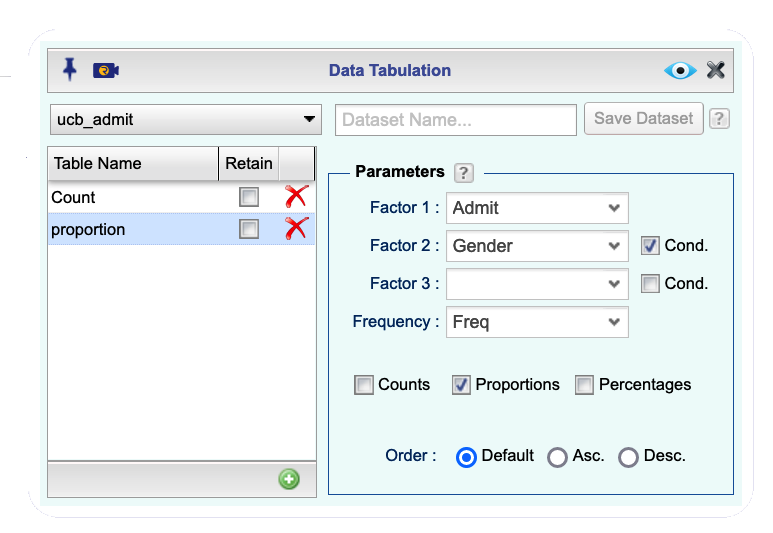 Data Tabulation
ucb_admit
Dataset Name...
Save Dataset
?
Table Name
Retain
Count
proportion
Parameters ?
Factor 1 : Admit
Factor 2 : Gender Cond.
Factor 3 : Cond.
Frequency : Freq
Counts Proportions Percentages
Order : Default Asc. Desc.